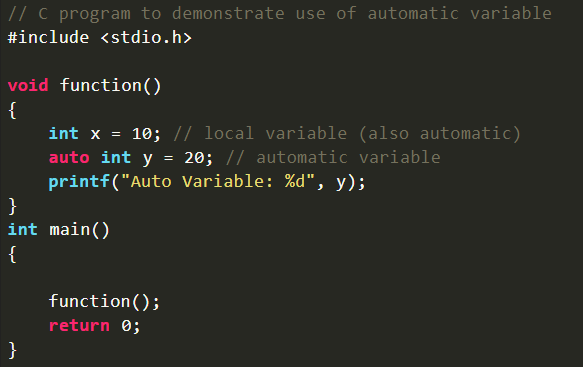 // C program to demonstrate use of automatic variable
#include <stdio.h>
void function()
{
int x = 10; // local variable (also automatic)
auto int y = 20; // automatic variable
printf("Auto Variable: %d", y);
}
int main()
{
function();
return 0;
}